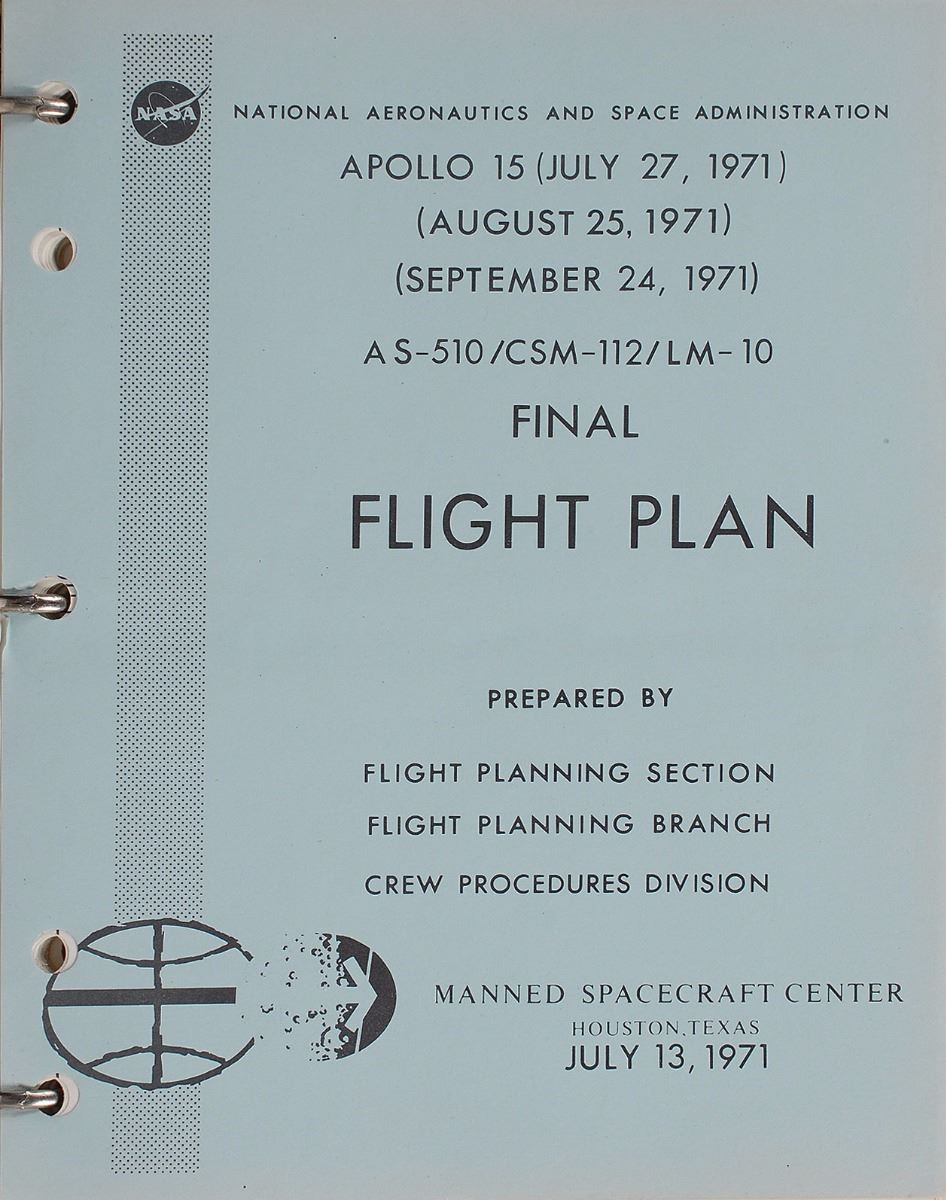 NASA
NATIONAL AERONAUTICS AND SPACE ADMINISTRATION
APOLLO 15 (JULY 27, 1971)
(AUGUST 25, 1971)
(SEPTEMBER 24, 1971)
AS-510/CSM-112/LM-10
FINAL
FLIGHT PLAN
PREPARED BY
FLIGHT PLANNING SECTION
FLIGHT PLANNING BRANCH
CREW PROCEDURES DIVISION
MANNED SPACECRAFT CENTER
HOUSTON, TEXAS
JULY 13, 1971